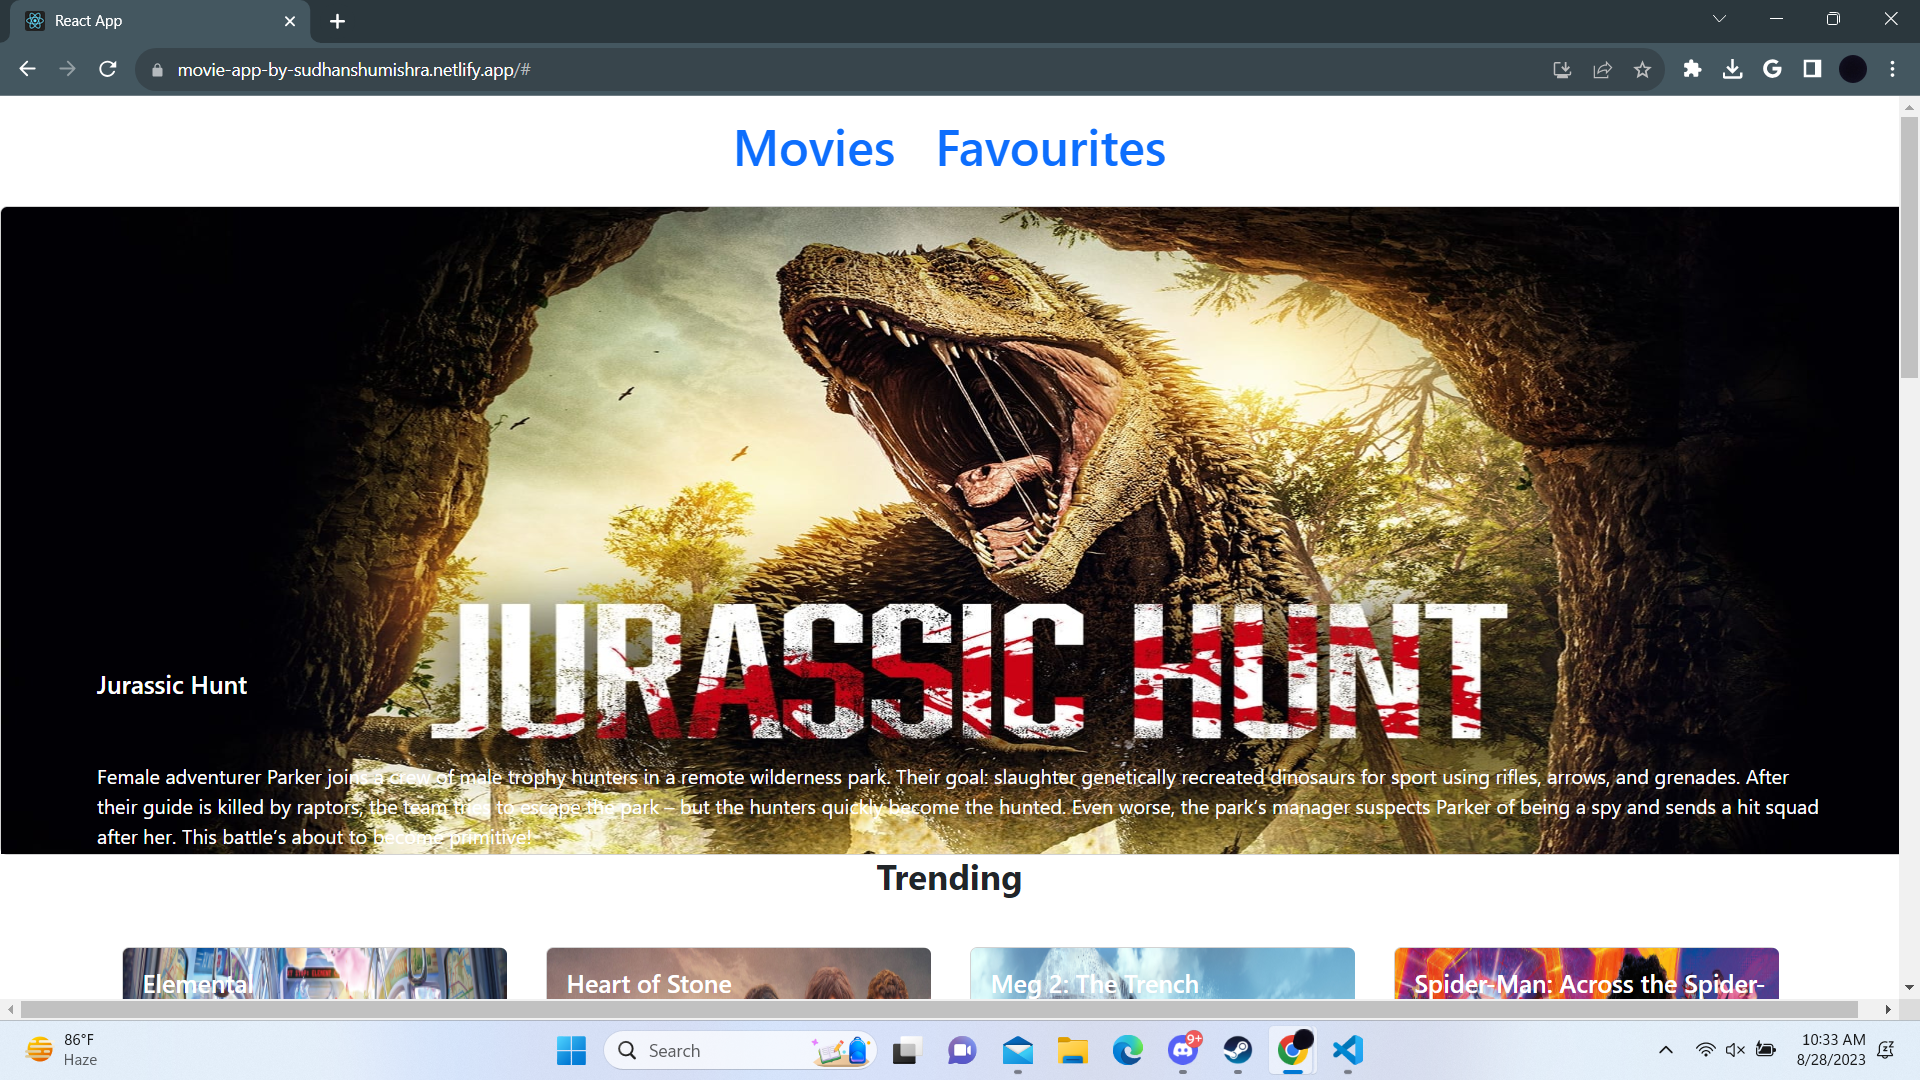 React App
movie-app-by-sudhanshumishra.netlify.app/#
Movies Favourites
JURASSIC HUNT
Jurassic Hunt
Female adventurer Parker joins a crew of male trophy hunters in a remote wilderness park. Their goal: slaughter genetically recreated dinosaurs for sport using rifles, arrows, and grenades. After
their guide is killed by raptors, the team tries to escape the park – but the hunters quickly become the hunted. Even worse, the park’s manager suspects Parker of being a spy and sends a hit squad
after her. This battle’s about to become primitive!
Trending
Elemental
Heart of Stone
Meg 2: The Trench
Spider-Man: Across the Spider-
86°F
Haze
Search
9+
10:33 AM
8/28/2023